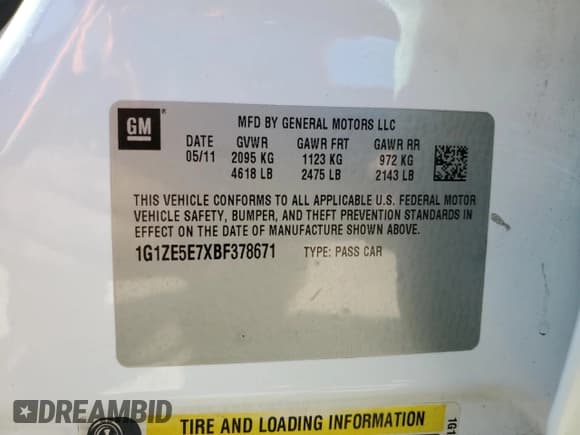 GM ®
MFD BY GENERAL MOTORS LLC
DATE GVWR GAWR FRT GAWR RR
05/11 2095 KG 1123 KG 972 KG
4618 LB 2475 LB 2143 LB
THIS VEHICLE CONFORMS TO ALL APPLICABLE U.S. FEDERAL MOTOR
VEHICLE SAFETY, BUMPER, AND THEFT PREVENTION STANDARDS IN
EFFECT ON THE DATE OF MANUFACTURE SHOWN ABOVE.
1G1ZE5E7XBF378671 TYPE: PASS CAR
TIRE AND LOADING INFORMATION
1G1
DREAMBID